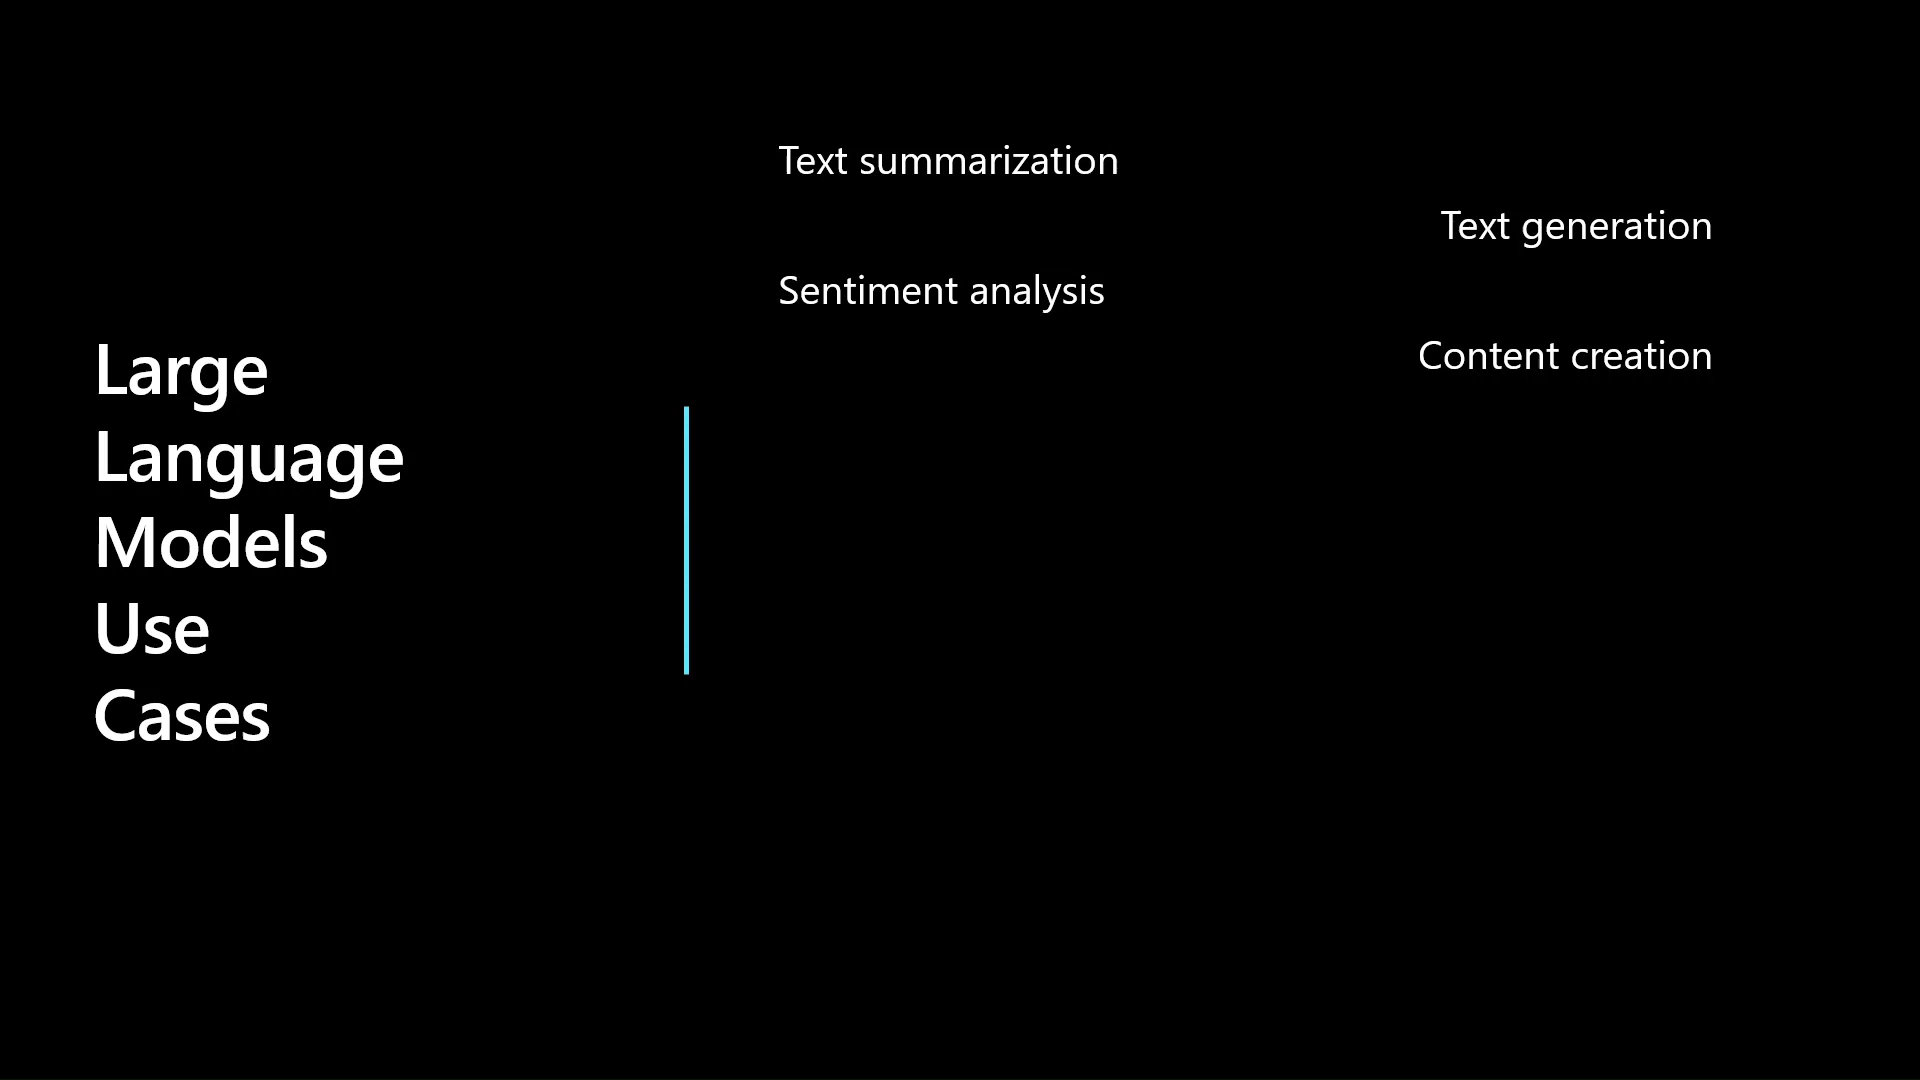 Large
Language
Models
Use
Cases
Text summarization
Text generation
Sentiment analysis
Content creation